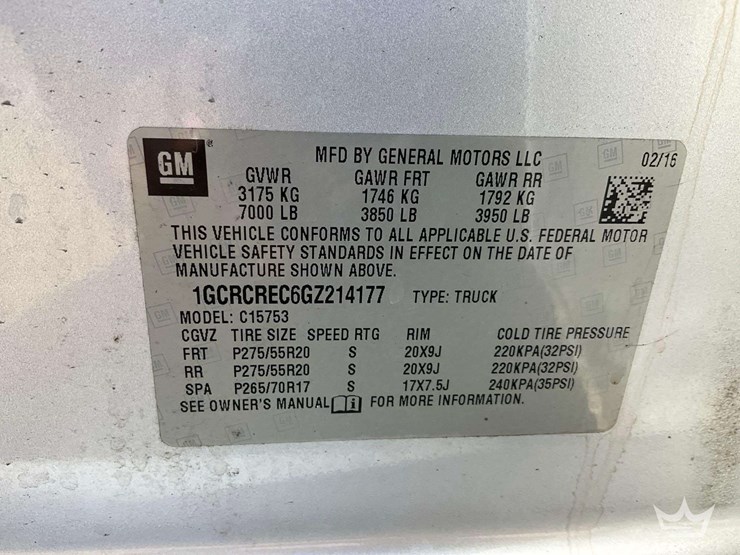 GM ®
MFD BY GENERAL MOTORS LLC 02/16
GVWR GAWR FRT GAWR RR
3175 KG 1746 KG 1792 KG
7000 LB 3850 LB 3950 LB
THIS VEHICLE CONFORMS TO ALL APPLICABLE U.S. FEDERAL MOTOR
VEHICLE SAFETY STANDARDS IN EFFECT ON THE DATE OF
MANUFACTURE SHOWN ABOVE.
1GCRCREC6GZ214177 TYPE: TRUCK
MODEL: C15753
CGVZ TIRE SIZE SPEED RTG RIM COLD TIRE PRESSURE
FRT P275/55R20 S 20X9J 220KPA(32PSI)
RR P275/55R20 S 20X9J 220KPA(32PSI)
SPA P265/70R17 S 17X7.5J 240KPA(35PSI)
SEE OWNER'S MANUAL i FOR MORE INFORMATION.